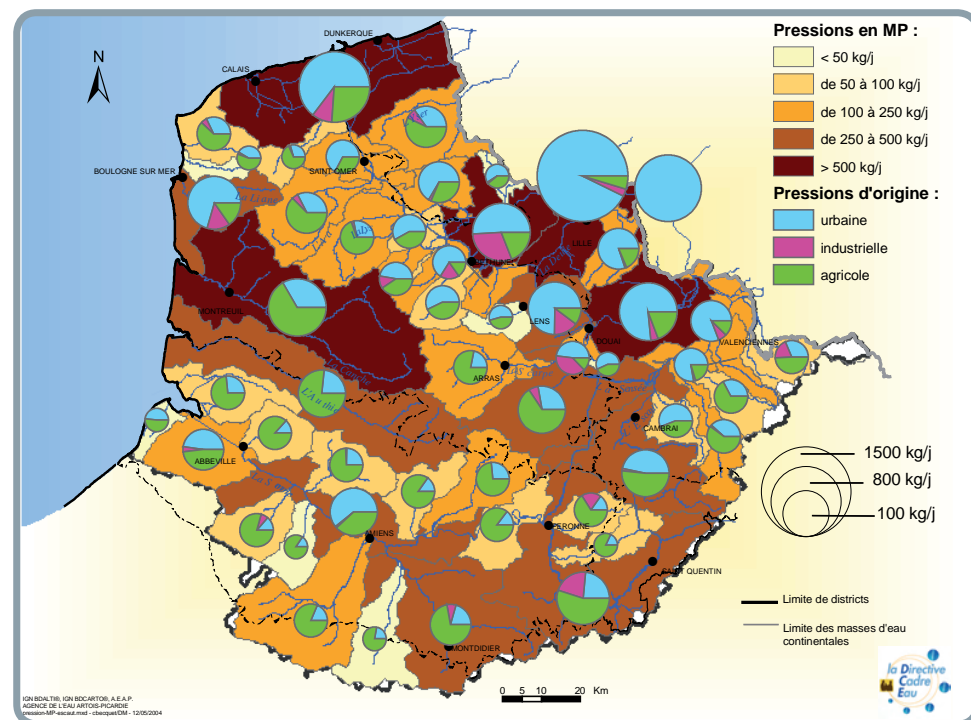 Pressions en MP :
< 50 kg/j
de 50 à 100 kg/j
de 100 à 250 kg/j
de 250 à 500 kg/j
> 500 kg/j
Pressions d'origine :
urbaine
industrielle
agricole
N
DUNKERQUE
CALAIS
BOULOGNE SUR MER
SAINT OMER
La Liane
LILLE
MONTREUIL
LENS
DOUAI
VALENCIENNES
ARRAS
CAMBRAI
ABBEVILLE
AMIENS
PERONNE
SAINT QUENTIN
MONTDIDIER
1500 kg/j
800 kg/j
100 kg/j
Limite de districts
Limite des masses d'eau
continentales
0 5 10 20 Km
la Directive
Cadre
Eau
IGN BDALTI®, IGN BDCARTO®, A.E.A.P.
AGENCE DE L'EAU ARTOIS-PICARDIE
pression-MP-escaut.mxd - cbecquet/DM - 12/05/2004